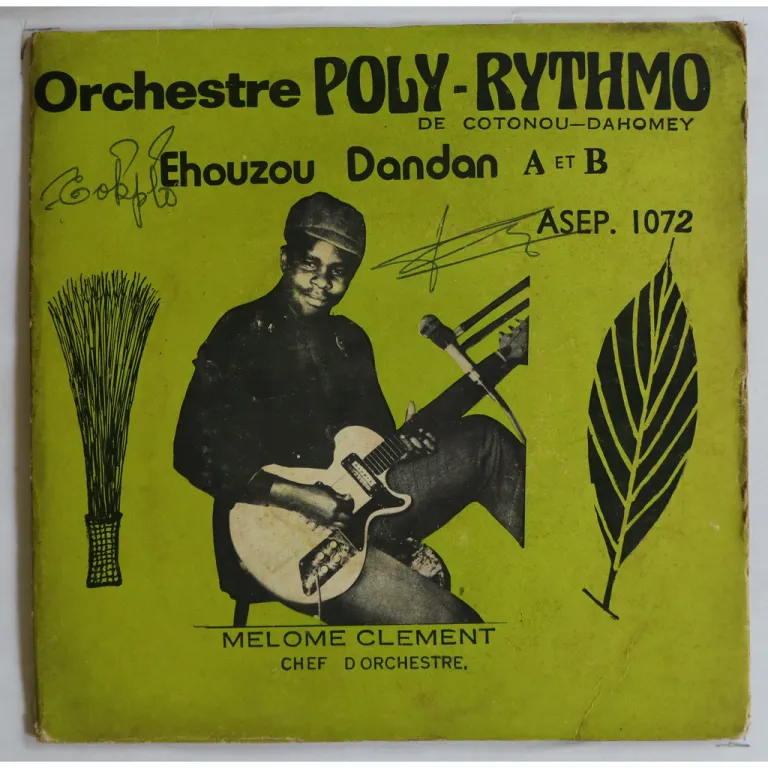 Orchestre POLY-RYTHMO
DE COTONOU—DAHOMEY
Ehouzou Dandan A ET B
ASEP. 1072
MELOME CLEMENT
CHEF D ORCHESTRE,